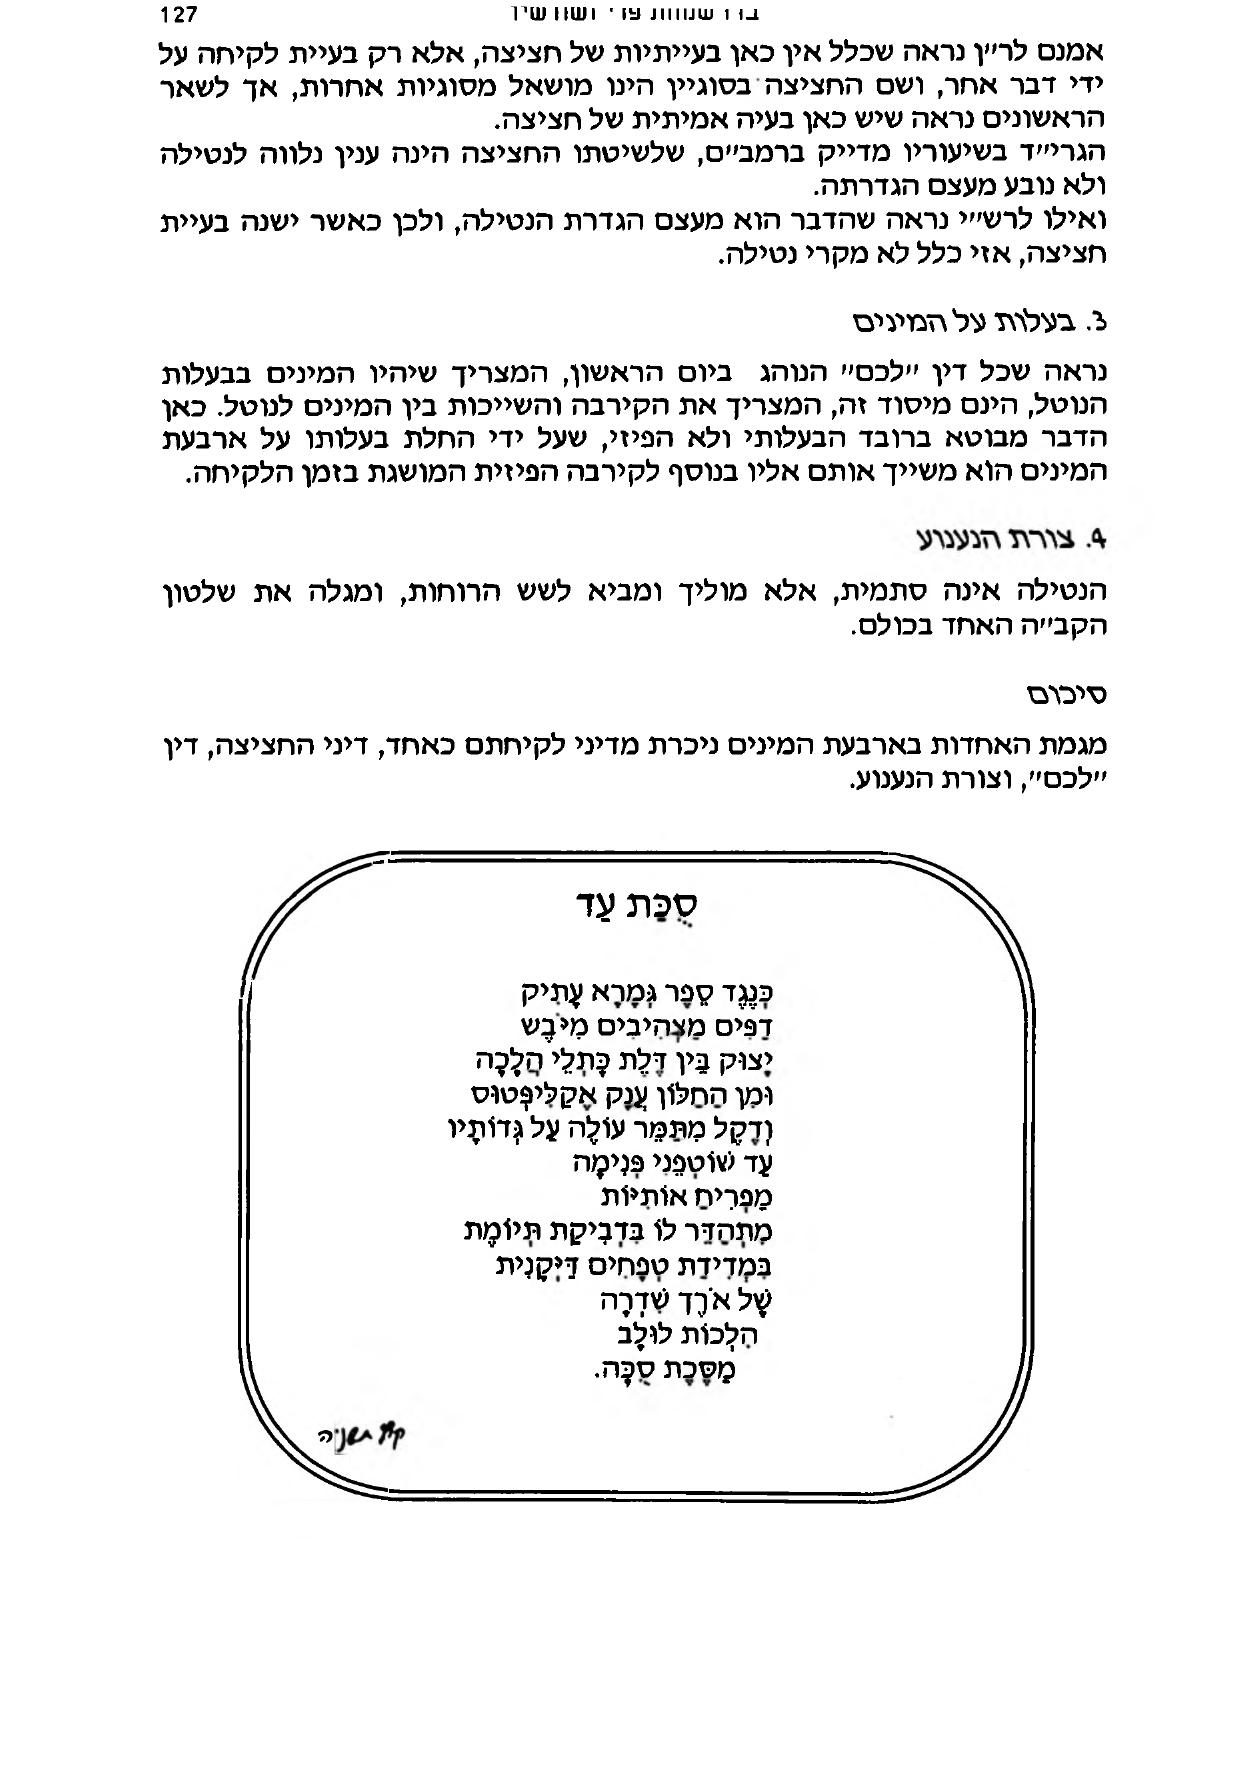 127
אמנם לר״ן נראה שכלל אין כאן בעייתיות של חציצה, אלא רק בעיית לקיחה על
ידי דבר אחר, ושם החציצה בסוגיין הינו מושאל מסוגיות אחרות, אך לשאר
הראשונים נראה שיש כאן בעיה אמיתית של חציצה.
הגרי״ד בשיעוריו מדייק ברמב״ם, שלשיטתו החציצה הינה ענין נלווה לנטילה
ולא נובע מעצם הגדרתה.
ואילו לרש״י נראה שהדבר הוא מעצם הגדרת הנטילה, ולכן כאשר ישנה בעיית
חציצה, אזי כלל לא מקרי נטילה.
3. בעלות על המינים
נראה שכל דין ״לכם״ הנוהג ביום הראשון, המצריך שיהיו המינים בבעלות
הנוטל, הינם מיסוד זה, המצריך את הקירבה והשייכות בין המינים לנוטל. כאן
הדבר מבוטא ברובד הבעלותי ולא הפיזי, שעל ידי החלת בעלותו על ארבעת
המינים הוא משייך אותם אליו בנוסף לקירבה הפיזית המושגת בזמן הלקיחה.
4. צורת הנענוע
הנטילה אינה סתמית, אלא מוליך ומביא לשש הרוחות, ומגלה את שלטון
הקב״ה האחד בכולם.
סיכום
מגמת האחדות בארבעת המינים ניכרת מדיני לקיחתם כאחד, דיני החציצה, דין
״לכם״, וצורת הנענוע.
סֻכַּת עַד
כְּנֶגֶד סֵפֶר גְּמָרָא עָתִיק
דַפִּים מַצְהִיבִים מִיֹּבֶשׁ
יָצוּק בֵּין דָּלֶת כָּתְלֵי הֲלָכָה
וּמִן הַחַלּוֹן עֲנָק אֶקַלִיפְּטוּס
וְדֶקֶל מִתַּמֵּר עוֹלֶה עַל גְּדוֹתָיו
עַד שׁוֹטְפֵנִי פְּנִימָה
מַפְרִיחַ אוֹתִיּוֹת
מִתְהַדֵּר לוֹ בִּדְבִיקַת תְּיוֹמֶת
בִּמְדִידַת טְפָחִים דַּיְּקָנִית
שֶׁל אֹרֶךְ שִׁדְרָה
הִלְכוֹת לוּלָב
מַסֶּכֶת סֻכָּה.